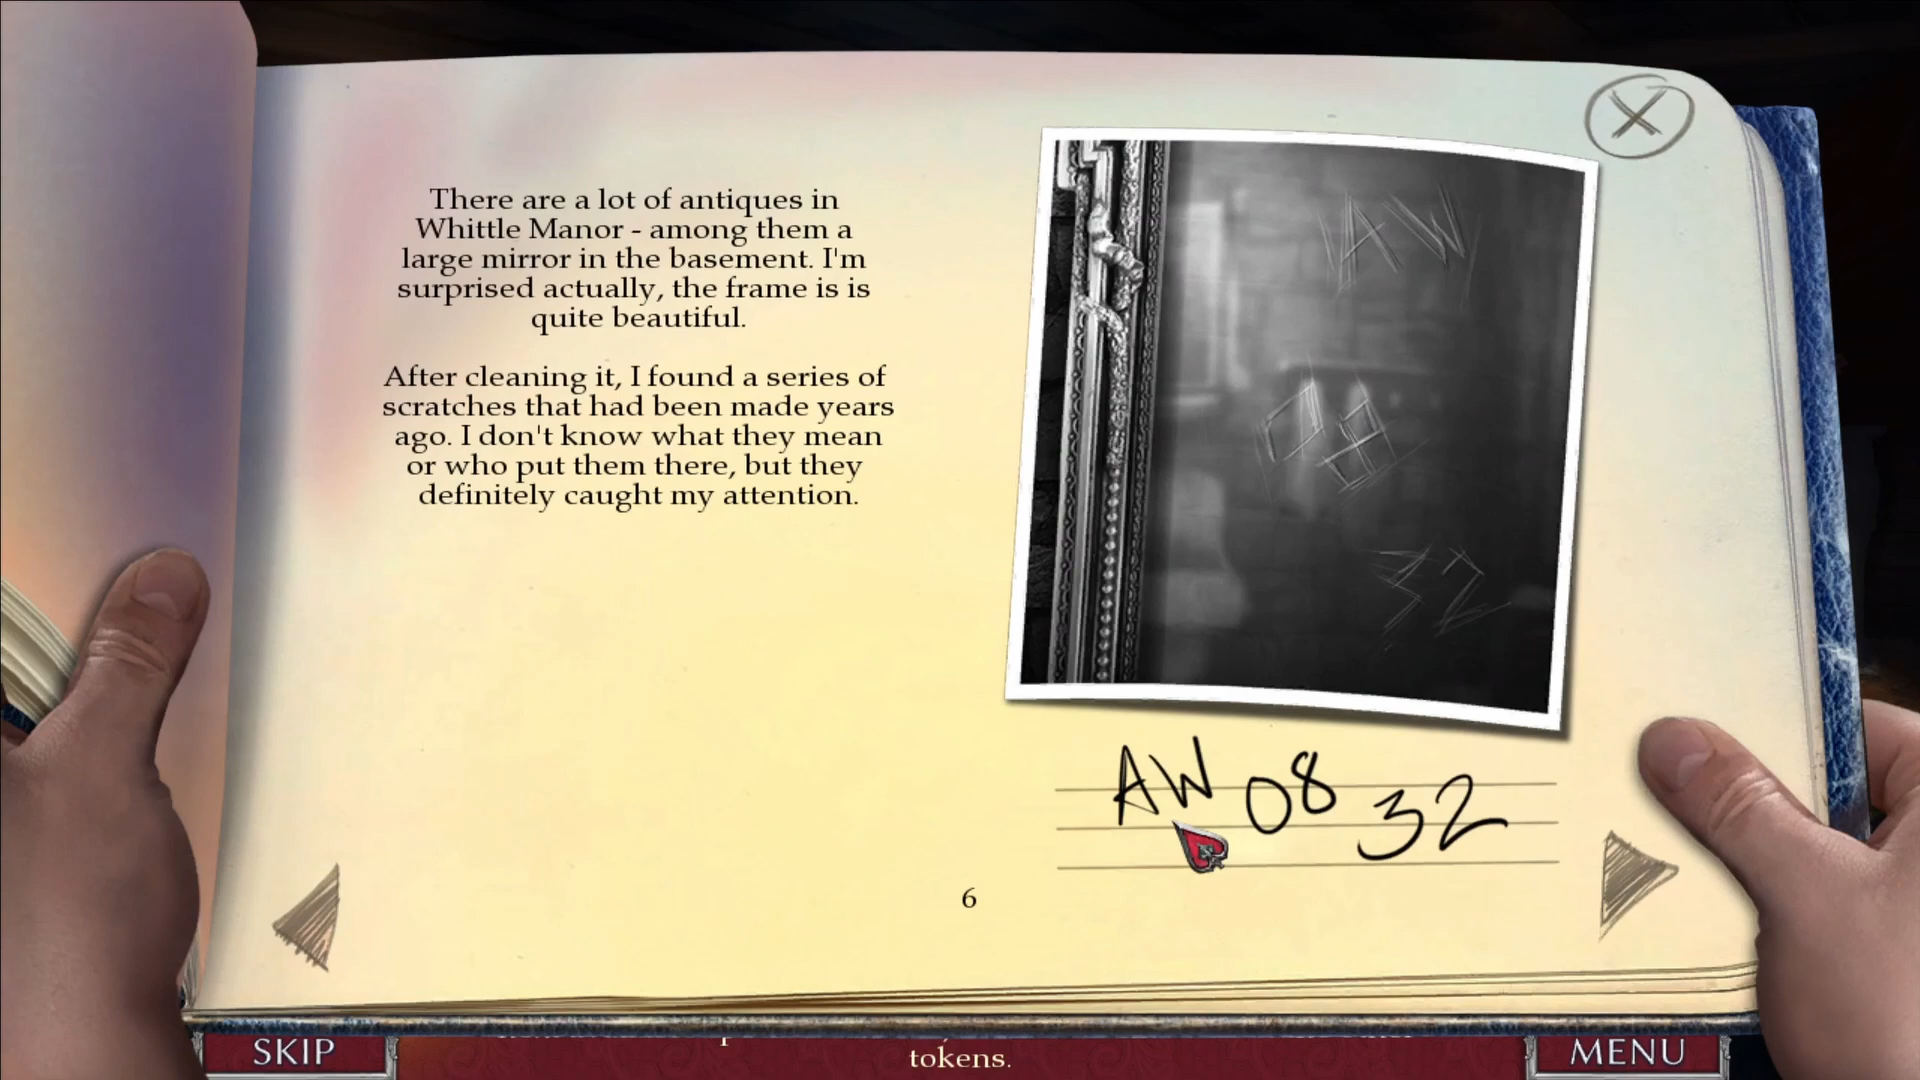 There are a lot of antiques in
Whittle Manor - among them a
large mirror in the basement. I'm
surprised actually, the frame is is
quite beautiful.
After cleaning it, I found a series of
scratches that had been made years
ago. I don't know what they mean
or who put them there, but they
definitely caught my attention.
AW
08
32
AW 08 32
6
SKIP
tokens.
MENU